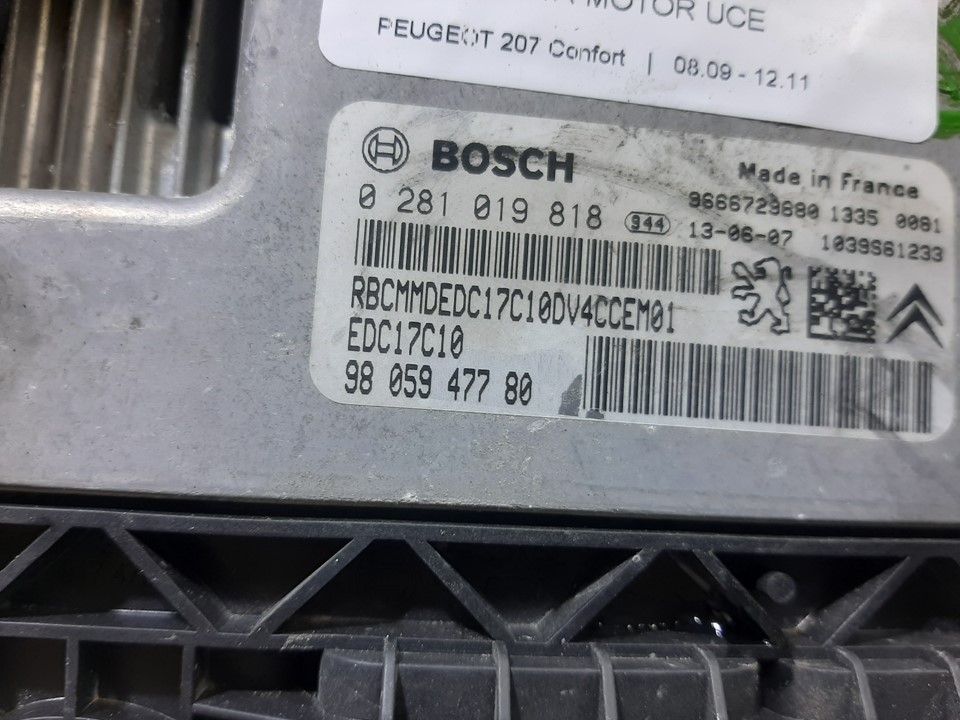 MOTOR UCE
PEUGEOT 207 Confort | 08.09 - 12.11
BOSCH
Made in France
0 281 019 818 944
9666729680 1335 0081
13-06-07 1039S61233
RBCMMDEDC17C10DV4CCEM01
EDC17C10
98 059 477 80